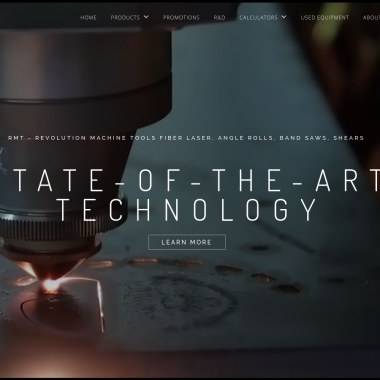 HOME PRODUCTS PROMOTIONS R&D CALCULATORS USED EQUIPMENT ABOUT
RMT - REVOLUTION MACHINE TOOLS FIBER LASER, ANGLE ROLLS, BAND SAWS, SHEARS
TATE-OF-THE-ART
TECHNOLOGY
LEARN MORE